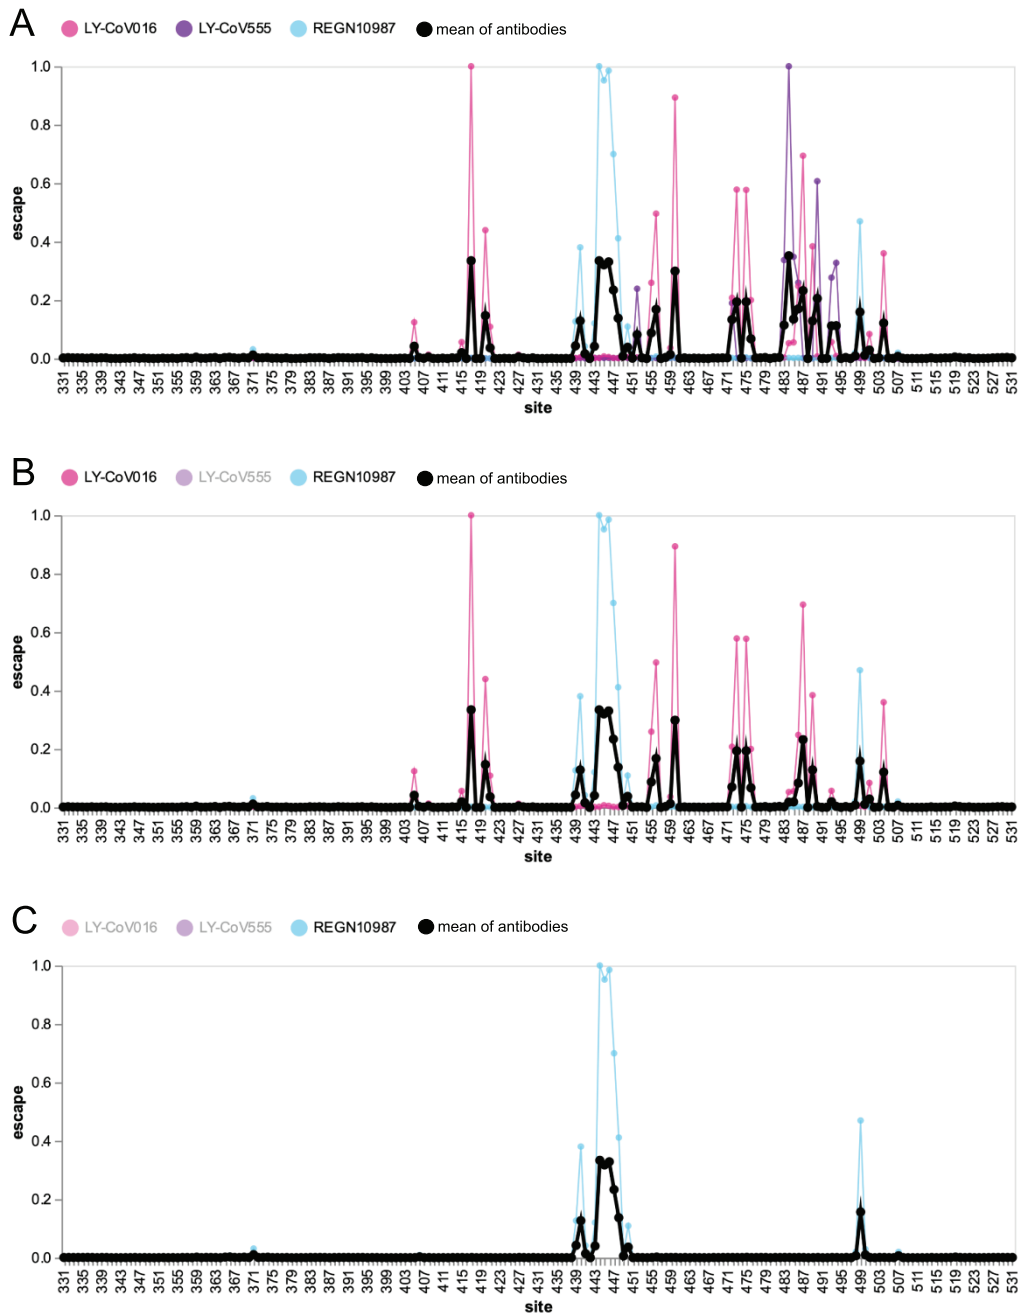 A
LY-CoV016 LY-CoV555 REGN10987 mean of antibodies
1.0
0.8
0.6
0.4
0.2
0.0
escape
331 335 339 343 347 351 355 359 363 367 371 375 379 383 387 391 395 399 403 407 411 415 419 423 427 431 435 439 443 447 451 455 459 463 467 471 475 479 483 487 491 495 499 503 507 511 515 519 523 527 531
site
B
LY-CoV016 LY-CoV555 REGN10987 mean of antibodies
1.0
0.8
0.6
0.4
0.2
0.0
escape
331 335 339 343 347 351 355 359 363 367 371 375 379 383 387 391 395 399 403 407 411 415 419 423 427 431 435 439 443 447 451 455 459 463 467 471 475 479 483 487 491 495 499 503 507 511 515 519 523 527 531
site
C
LY-CoV016 LY-CoV555 REGN10987 mean of antibodies
1.0
0.8
0.6
0.4
0.2
0.0
escape
331 335 339 343 347 351 355 359 363 367 371 375 379 383 387 391 395 399 403 407 411 415 419 423 427 431 435 439 443 447 451 455 459 463 467 471 475 479 483 487 491 495 499 503 507 511 515 519 523 527 531
site